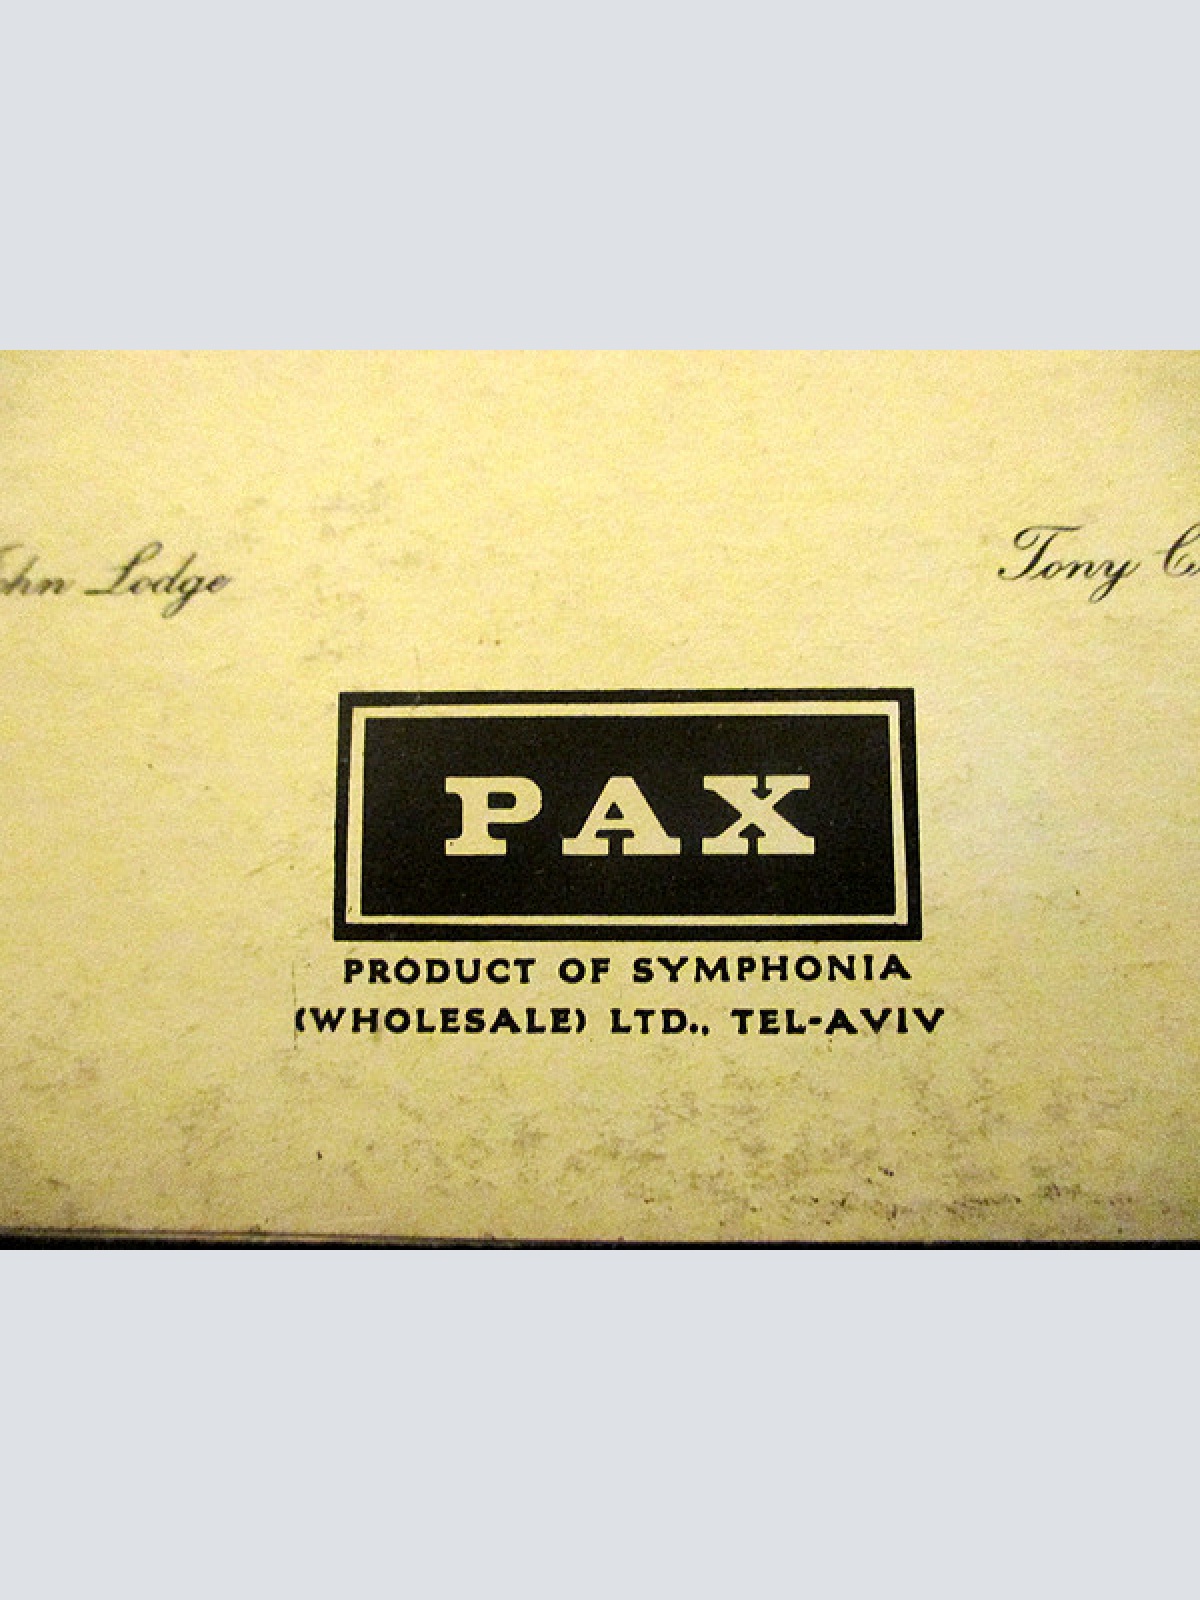 John Lodge
Tony
PAX
PRODUCT OF SYMPHONIA
(WHOLESALE) LTD., TEL-AVIV